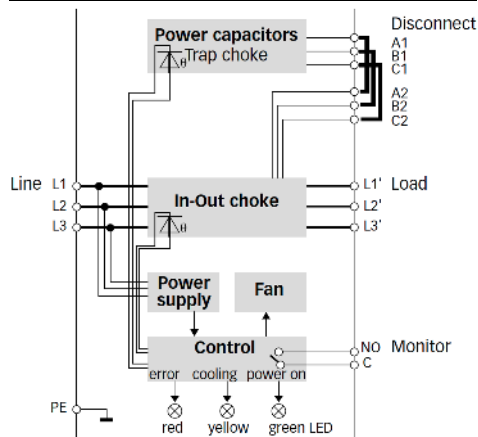 Disconnect
Power capacitors
Trap choke
θ
A1
B1
C1
A2
B2
C2
Line L1 L1' Load
L2 In-Out choke L2'
L3 L3'
θ
Power supply
Fan
Control
NO Monitor
C
error cooling power on
PE
red yellow green LED